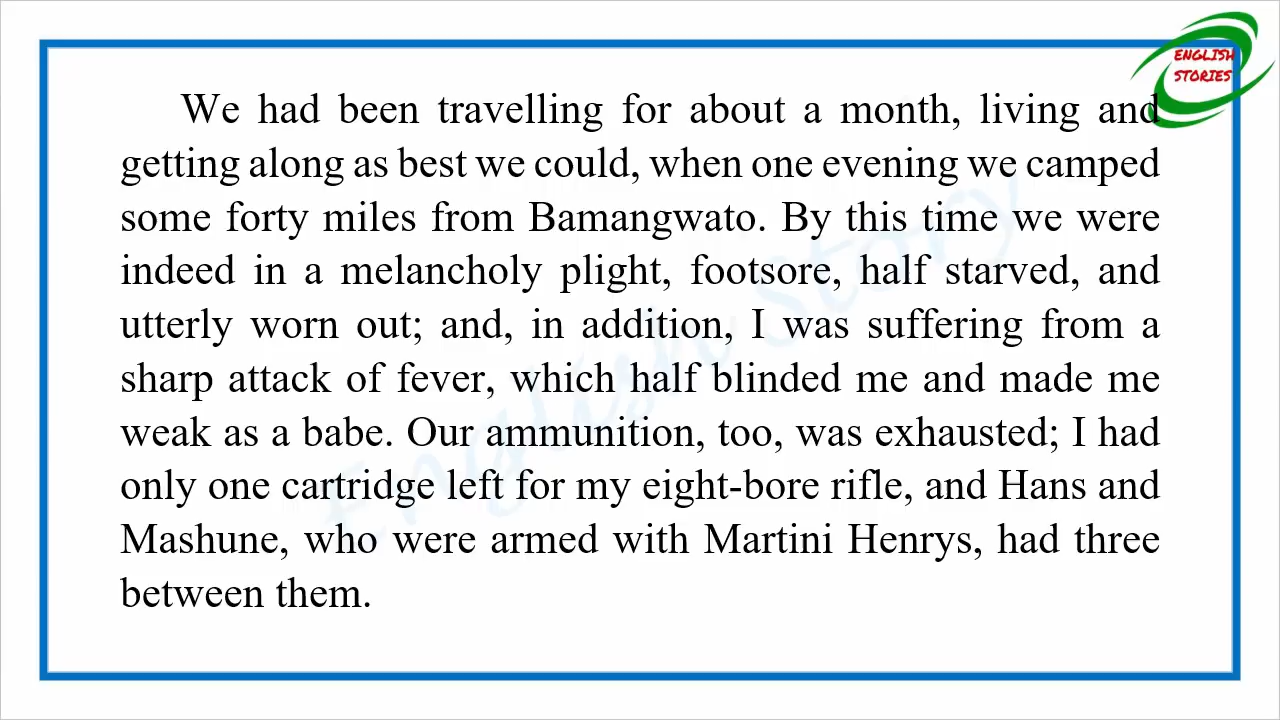 ENGLISH
STORIES
We had been travelling for about a month, living and
getting along as best we could, when one evening we camped
some forty miles from Bamangwato. By this time we were
indeed in a melancholy plight, footsore, half starved, and
utterly worn out; and, in addition, I was suffering from a
sharp attack of fever, which half blinded me and made me
weak as a babe. Our ammunition, too, was exhausted; I had
only one cartridge left for my eight-bore rifle, and Hans and
Mashune, who were armed with Martini Henrys, had three
between them.
English Story